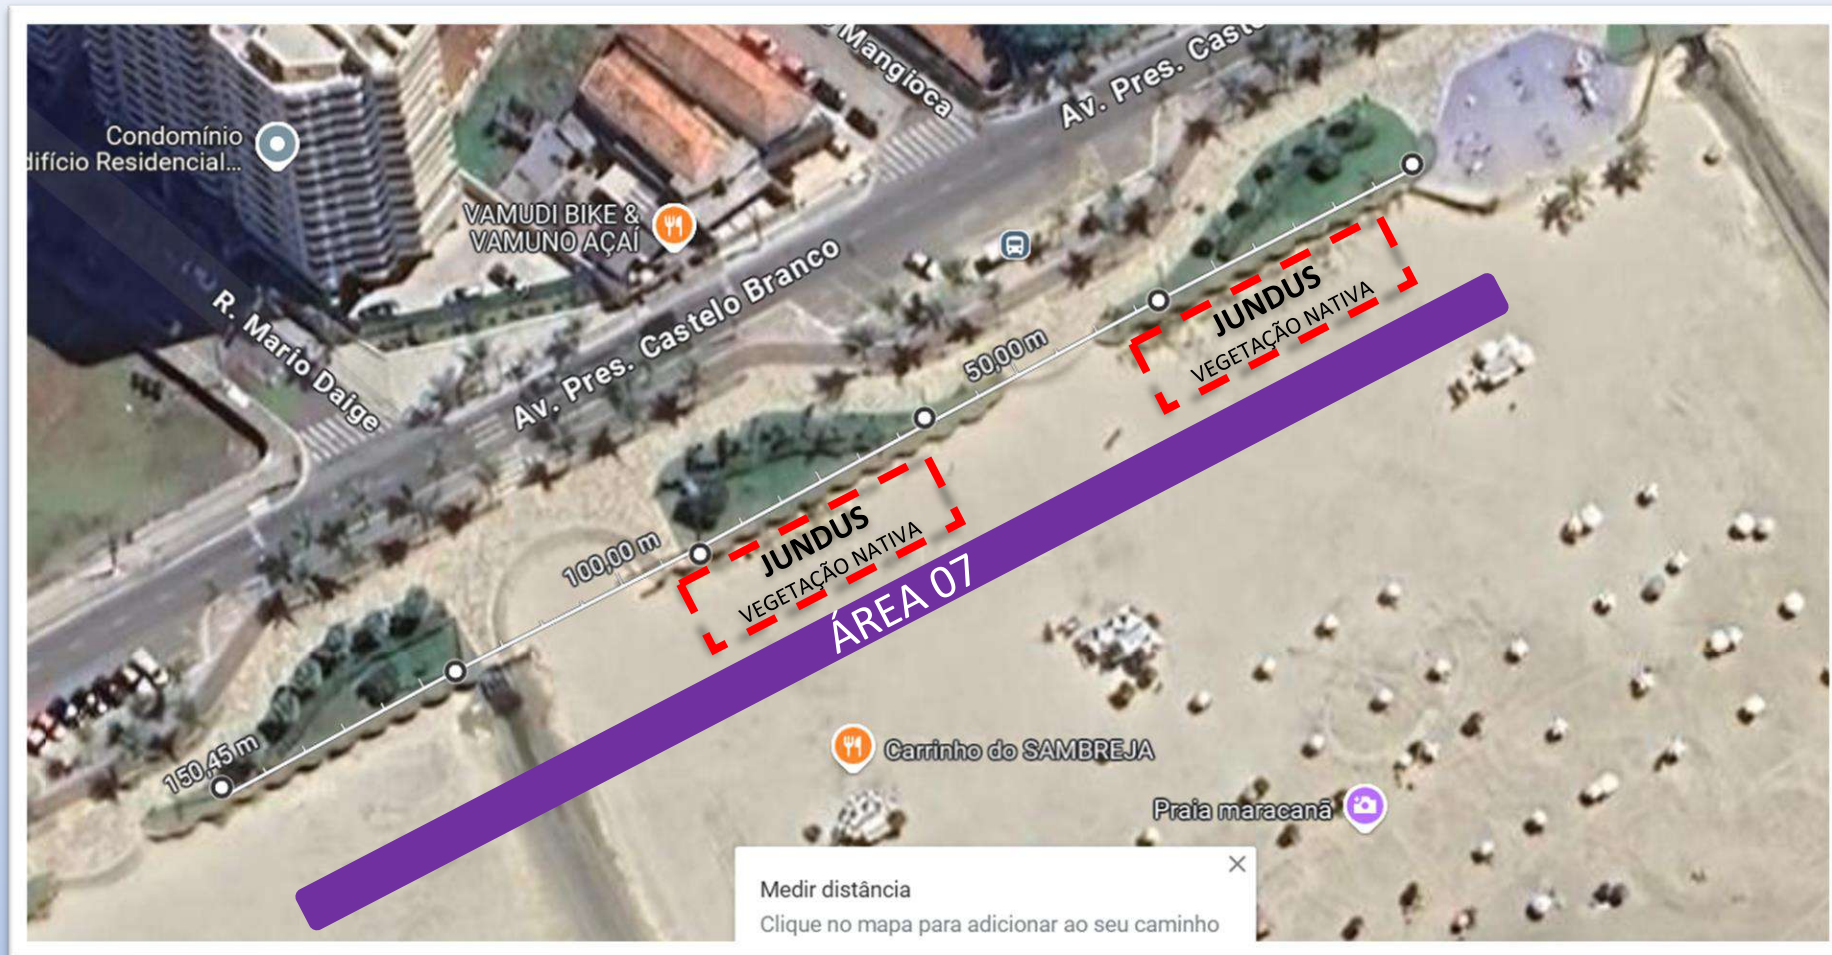 Mangioca
Av. Pres. Caste
Condomínio
difício Residencial...
VAMUDI BIKE &
VAMUNO AÇAÍ
R. Mario Daige
Av. Pres. Castelo Branco
JUNDUS
VEGETAÇÃO NATIVA
50,00 m
JUNDUS
VEGETAÇÃO NATIVA
100,00 m
ÁREA 07
150,45 m
Carrinho do SAMBREJA
Praia maracanã
Medir distância
Clique no mapa para adicionar ao seu caminho